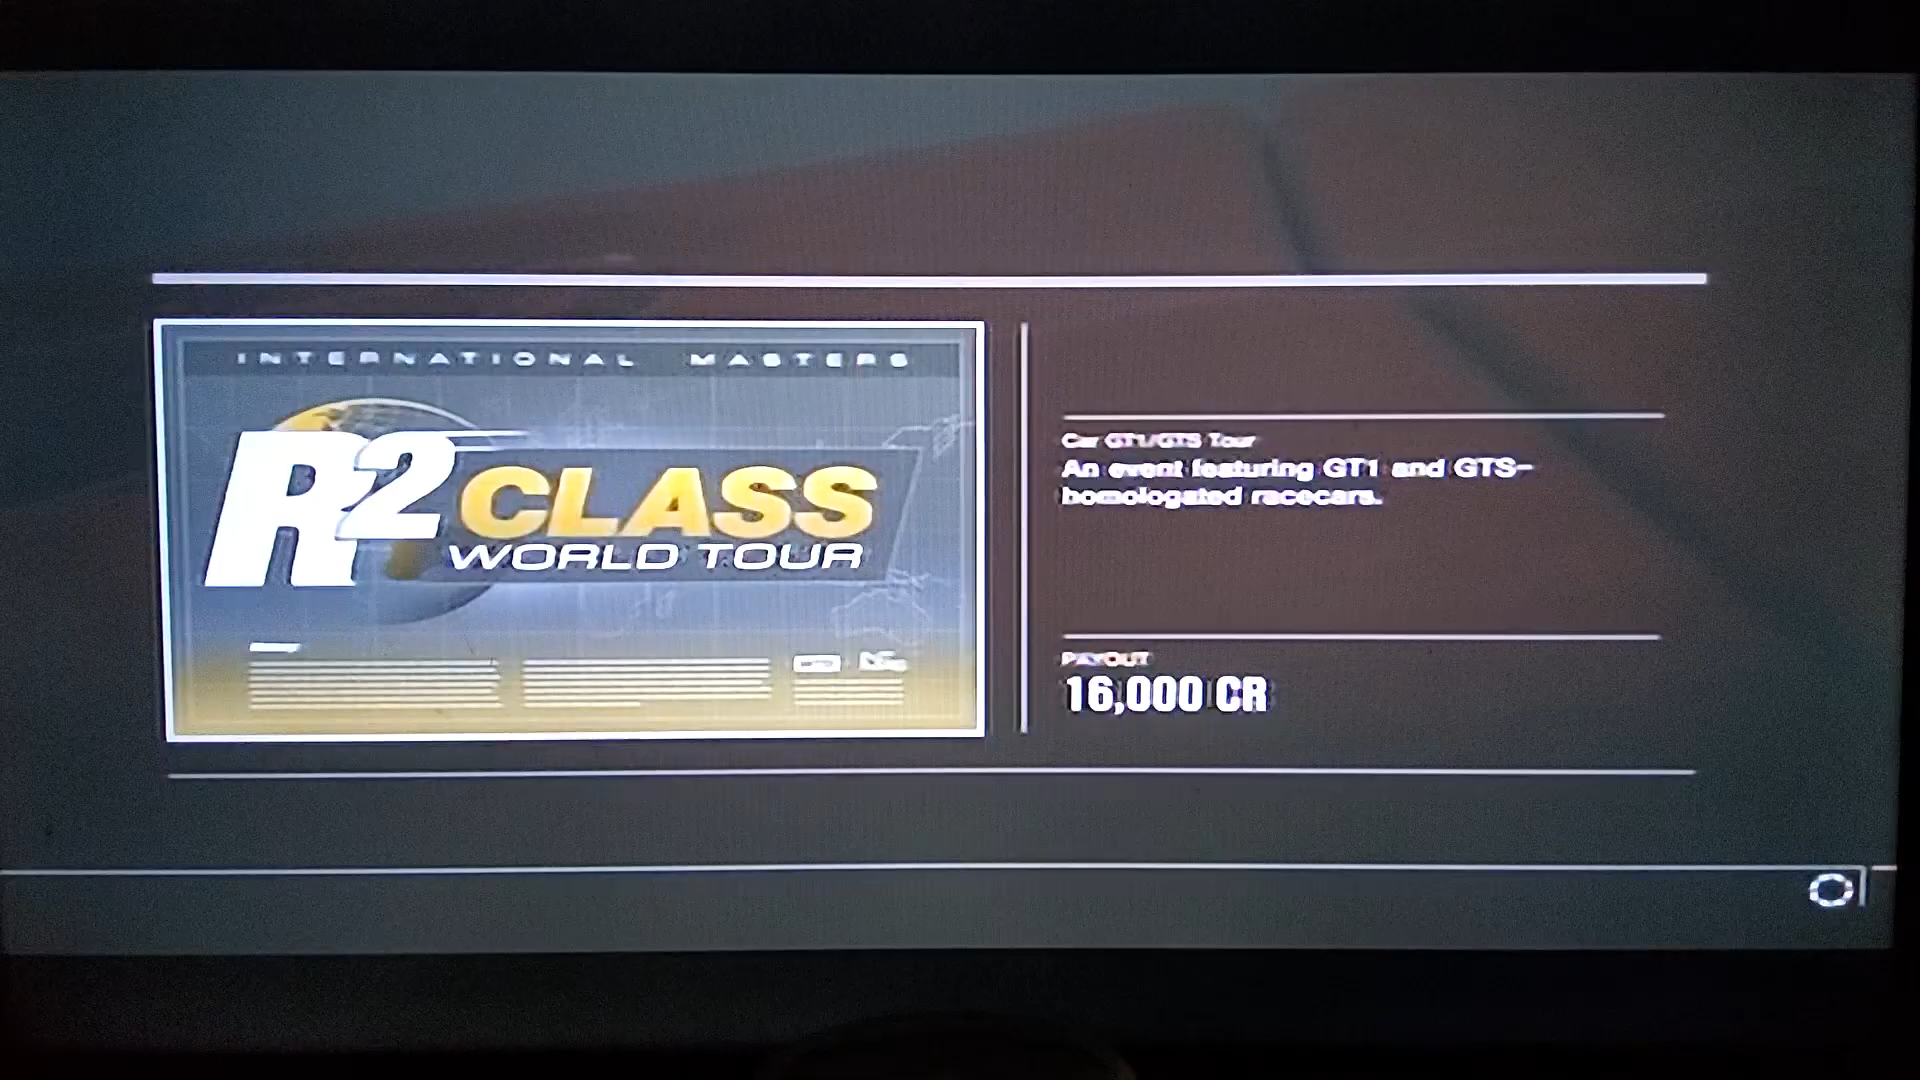 INTERNATIONAL MASTERS
R2 CLASS
WORLD TOUR
Car GT1/GTS Tour
An event featuring GT1 and GTS-
homologated racecars.
PAYOUT
16,000 CR